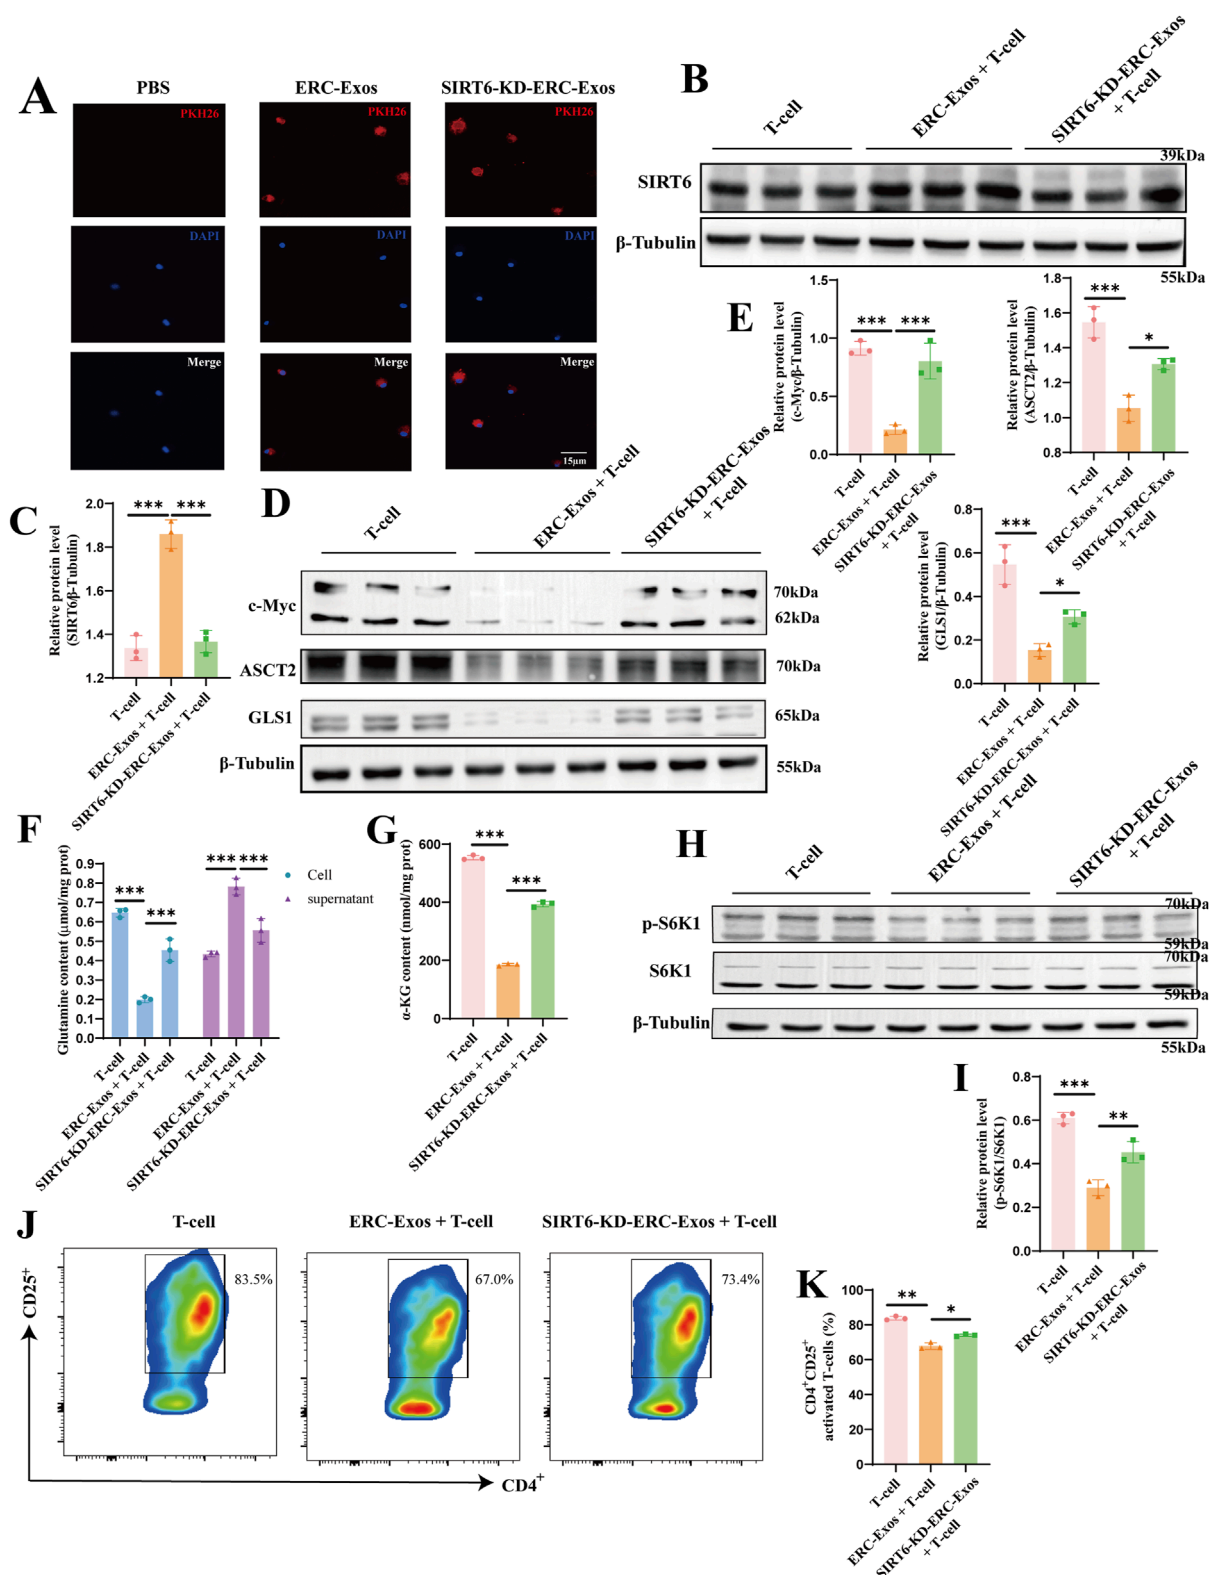 A
PBS
ERC-Exos
SIRT6-KD-ERC-Exos
PKH26
PKH26
PKH26
DAPI
DAPI
DAPI
Merge
Merge
Merge
15μm
B
T-cell
ERC-Exos + T-cell
SIRT6-KD-ERC-Exos
+ T-cell
39kDa
SIRT6
β-Tubulin
55kDa
C
Relative protein level
(SIRT6/β-Tubulin)
2.0
1.8
1.6
1.4
1.2
***
***
T-cell
ERC-Exos + T-cell
SIRT6-KD-ERC-Exos + T-cell
D
T-cell
ERC-Exos + T-cell
SIRT6-KD-ERC-Exos
+ T-cell
c-Myc
70kDa
62kDa
ASCT2
70kDa
GLS1
65kDa
β-Tubulin
55kDa
E
Relative protein level
(c-Myc/β-Tubulin)
1.5
1.0
0.5
0.0
***
***
T-cell
ERC-Exos + T-cell
SIRT6-KD-ERC-Exos
+ T-cell
Relative protein level
(ASCT2/β-Tubulin)
1.8
1.6
1.4
1.2
1.0
0.8
***
*
T-cell
ERC-Exos + T-cell
SIRT6-KD-ERC-Exos
+ T-cell
Relative protein level
(GLS1/β-Tubulin)
0.8
0.6
0.4
0.2
0.0
***
*
T-cell
ERC-Exos + T-cell
SIRT6-KD-ERC-Exos + T-cell
F
Glutamine content (μmol/mg prot)
0.9
0.8
0.7
0.6
0.5
0.4
0.3
0.2
0.1
0.0
***
***
***
***
Cell
supernatant
T-cell
ERC-Exos + T-cell
SIRT6-KD-ERC-Exos + T-cell
T-cell
ERC-Exos + T-cell
SIRT6-KD-ERC-Exos + T-cell
G
α-KG content (nmol/mg prot)
600
400
200
0
***
***
T-cell
ERC-Exos + T-cell
SIRT6-KD-ERC-Exos + T-cell
H
T-cell
ERC-Exos + T-cell
SIRT6-KD-ERC-Exos
+ T-cell
p-S6K1
70kDa
59kDa
S6K1
70kDa
59kDa
β-Tubulin
55kDa
I
Relative protein level
(p-S6K1/S6K1)
0.8
0.6
0.4
0.2
0.0
***
**
T-cell
ERC-Exos + T-cell
SIRT6-KD-ERC-Exos
+ T-cell
J
T-cell
ERC-Exos + T-cell
SIRT6-KD-ERC-Exos + T-cell
83.5%
67.0%
73.4%
CD25+
CD4+
K
CD4+CD25+
activated T-cells (%)
100
80
60
40
20
0
**
*
T-cell
ERC-Exos + T-cell
SIRT6-KD-ERC-Exos
+ T-cell